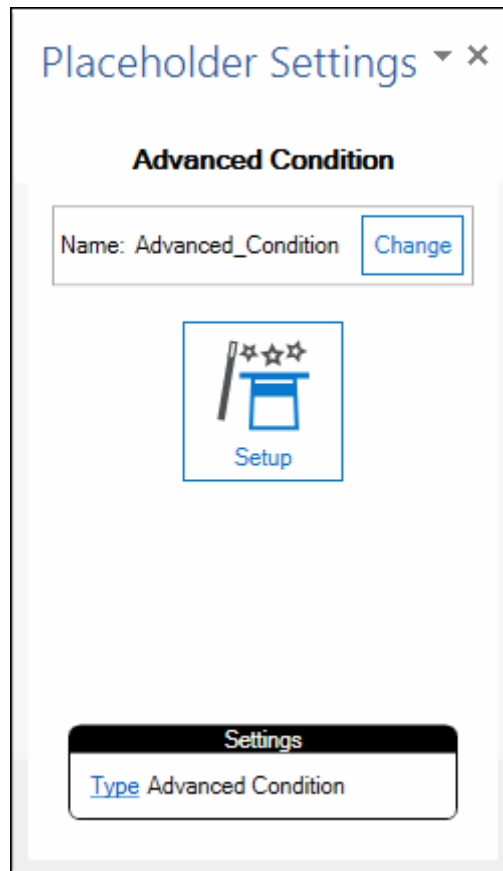 Placeholder Settings
Advanced Condition
Name: Advanced_Condition Change
Setup
Settings
Type Advanced Condition